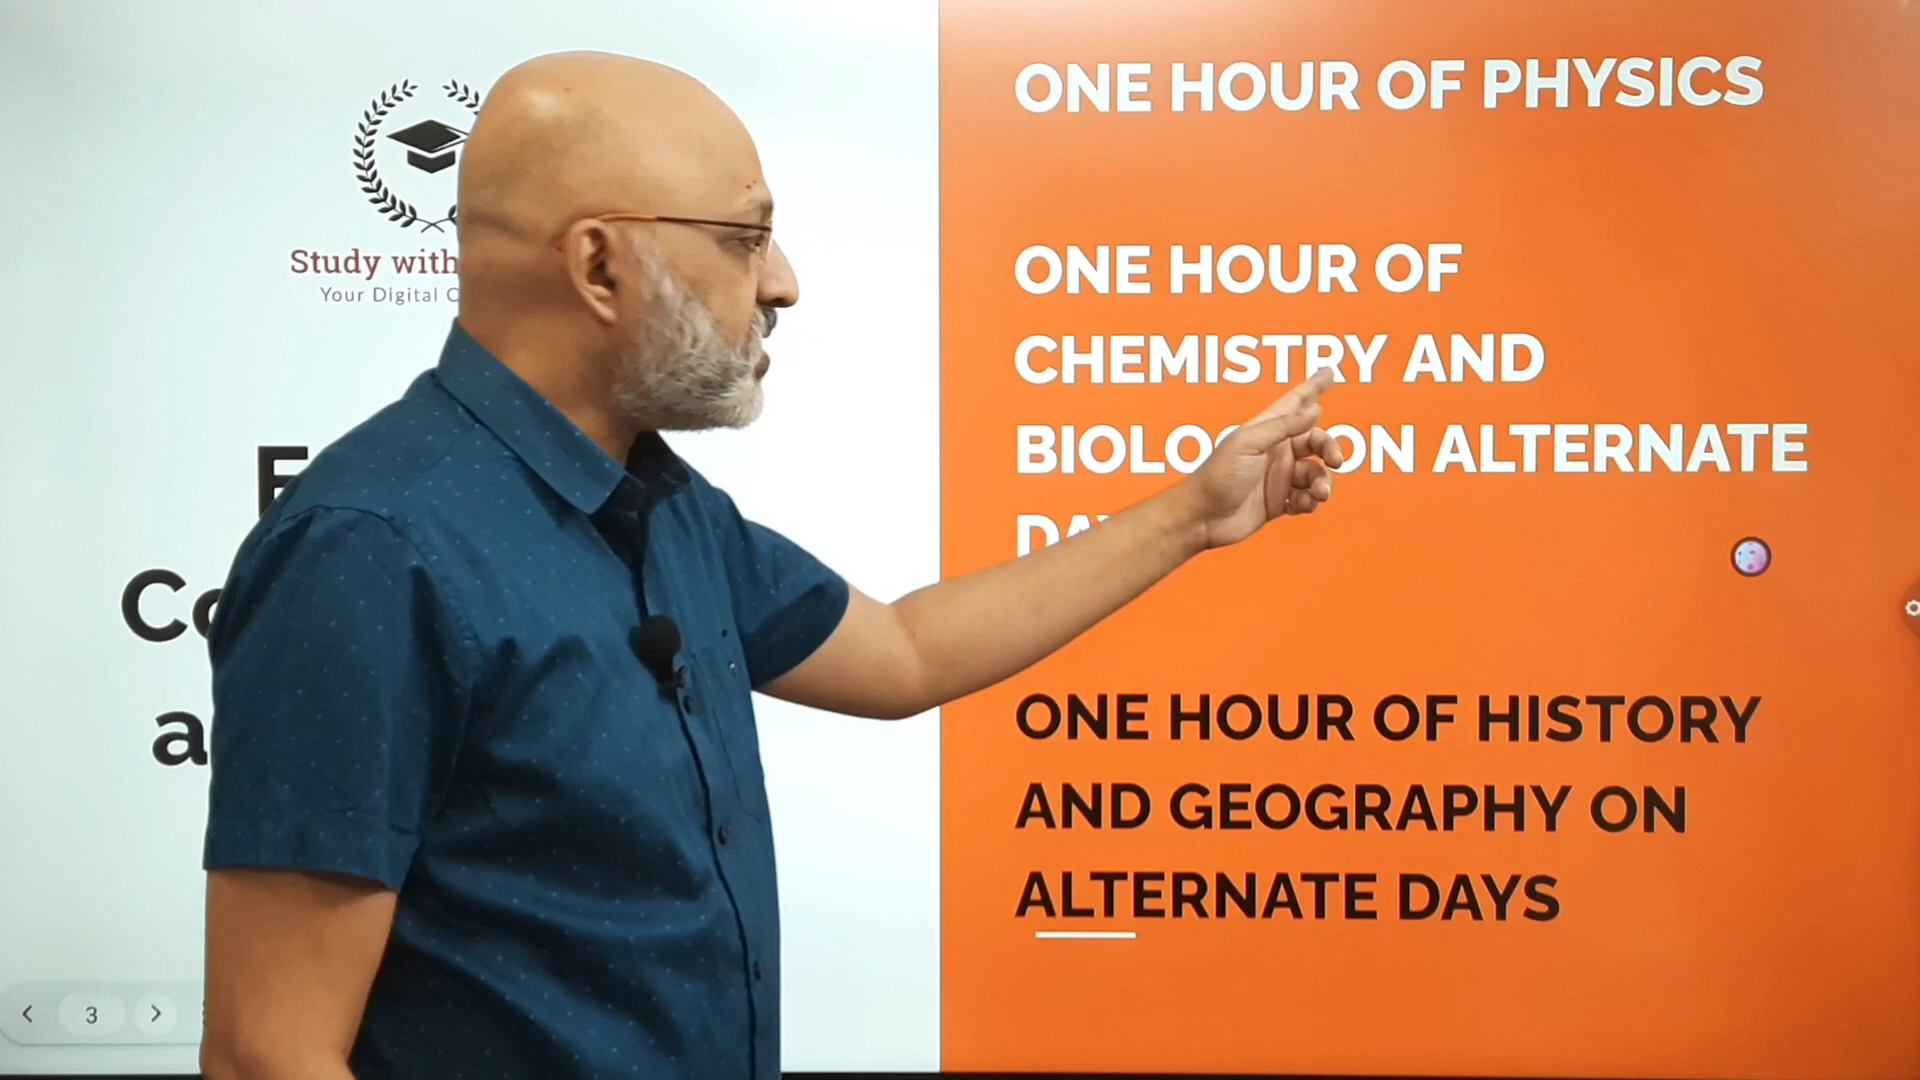 Study with
Your Digital
ONE HOUR OF PHYSICS
ONE HOUR OF
CHEMISTRY AND
ON ALTERNATE
ONE HOUR OF HISTORY
AND GEOGRAPHY ON
ALTERNATE DAYS
3